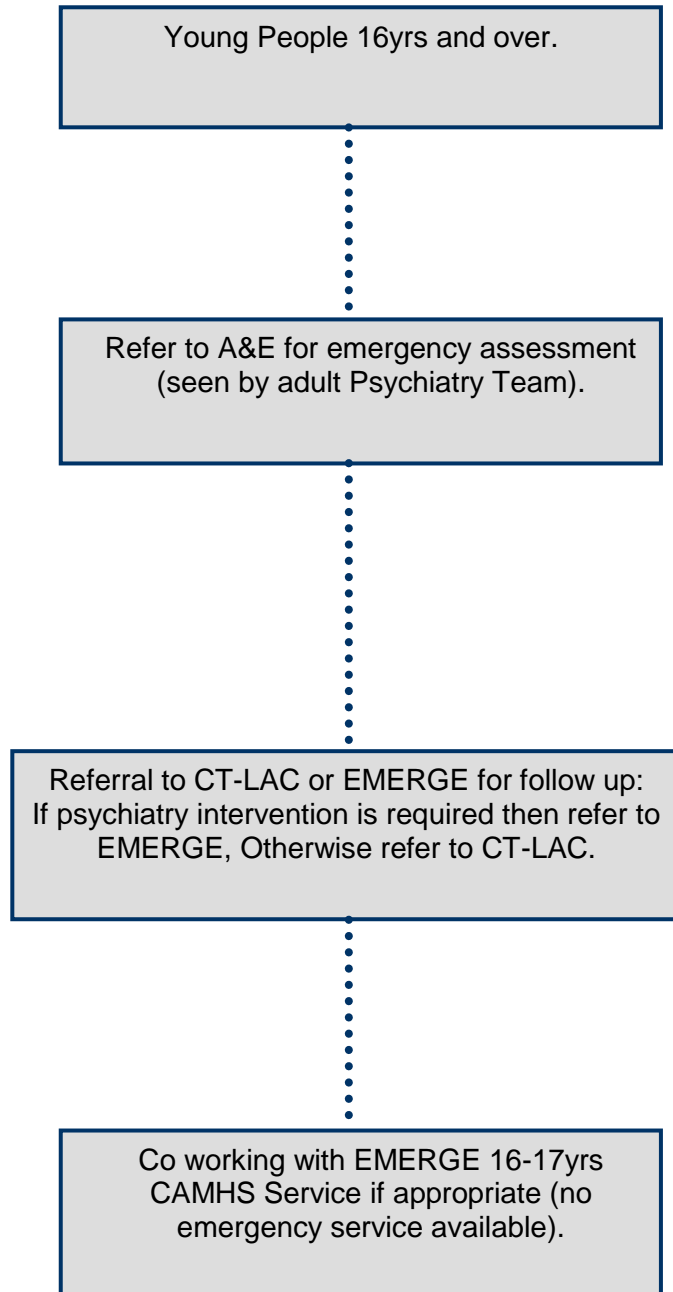 Young People 16yrs and over.
Refer to A&E for emergency assessment
(seen by adult Psychiatry Team).
Referral to CT-LAC or EMERGE for follow up:
If psychiatry intervention is required then refer to
EMERGE, Otherwise refer to CT-LAC.
Co working with EMERGE 16-17yrs
CAMHS Service if appropriate (no
emergency service available).